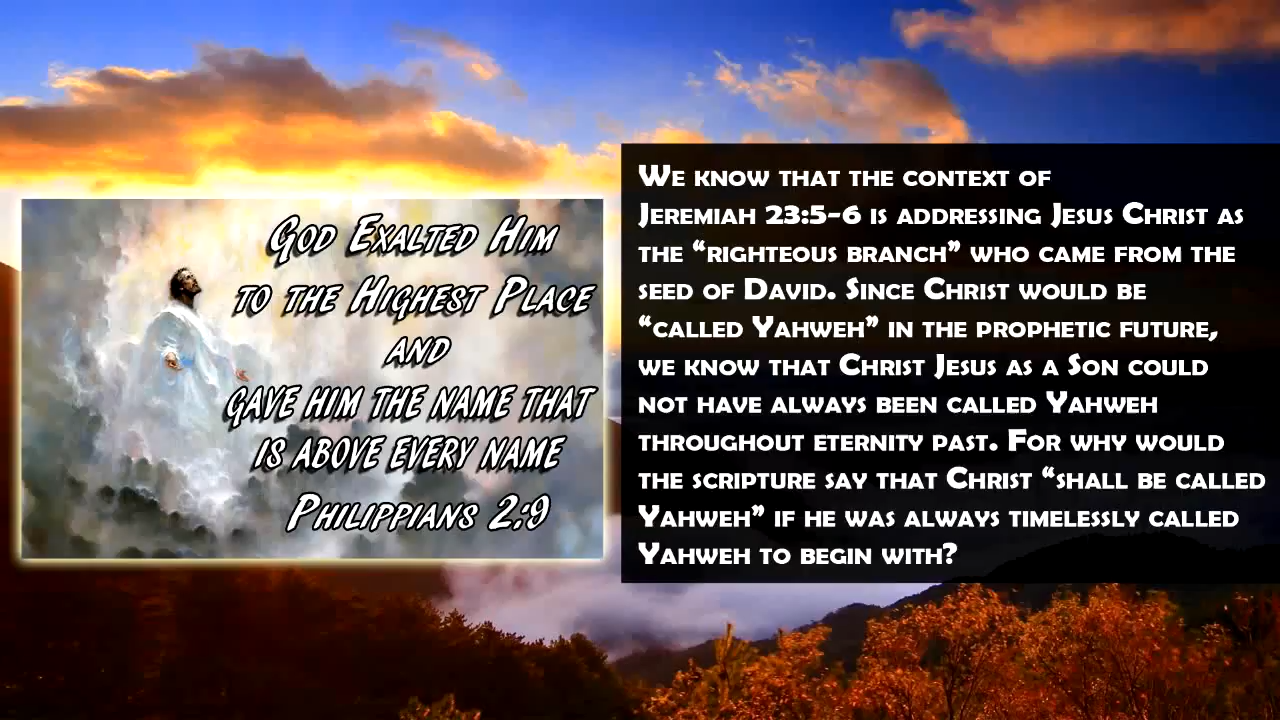 God Exalted Him
to the Highest Place
and
gave him the name that
is above every name
Philippians 2:9
We know that the context of
Jeremiah 23:5-6 is addressing Jesus Christ as
the “righteous branch” who came from the
seed of David. Since Christ would be
“called Yahweh” in the prophetic future,
we know that Christ Jesus as a Son could
not have always been called Yahweh
throughout eternity past. For why would
the scripture say that Christ “shall be called
Yahweh” if he was always timelessly called
Yahweh to begin with?